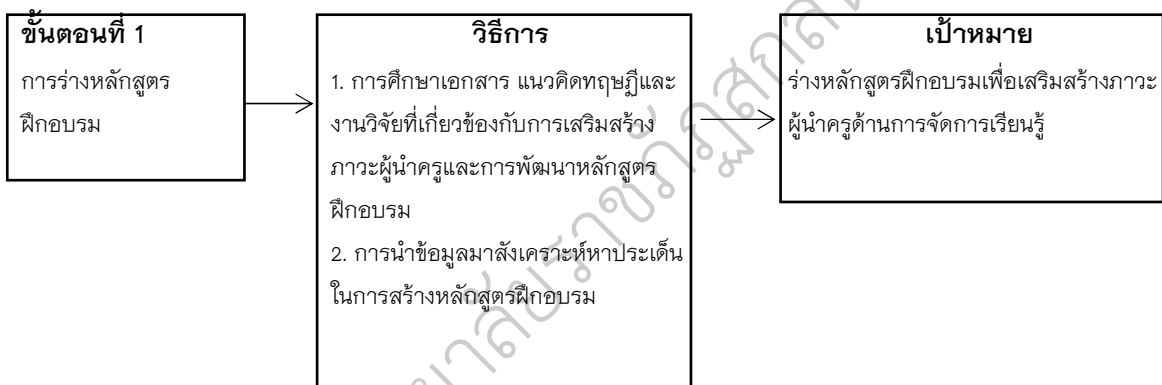 ขั้นตอนที่ 1
การร่างหลักสูตร
ฝึกอบรม
วิธีการ
1. การศึกษาเอกสาร แนวคิดทฤษฎีและ
งานวิจัยที่เกี่ยวข้องกับการเสริมสร้าง
ภาวะผู้นำครูและการพัฒนาหลักสูตร
ฝึกอบรม
2. การนำข้อมูลมาสังเคราะห์หาประเด็น
ในการสร้างหลักสูตรฝึกอบรม
เป้าหมาย
ร่างหลักสูตรฝึกอบรมเพื่อเสริมสร้างภาวะ
ผู้นำครูด้านการจัดการเรียนรู้
าลัยราชภัฏสกล